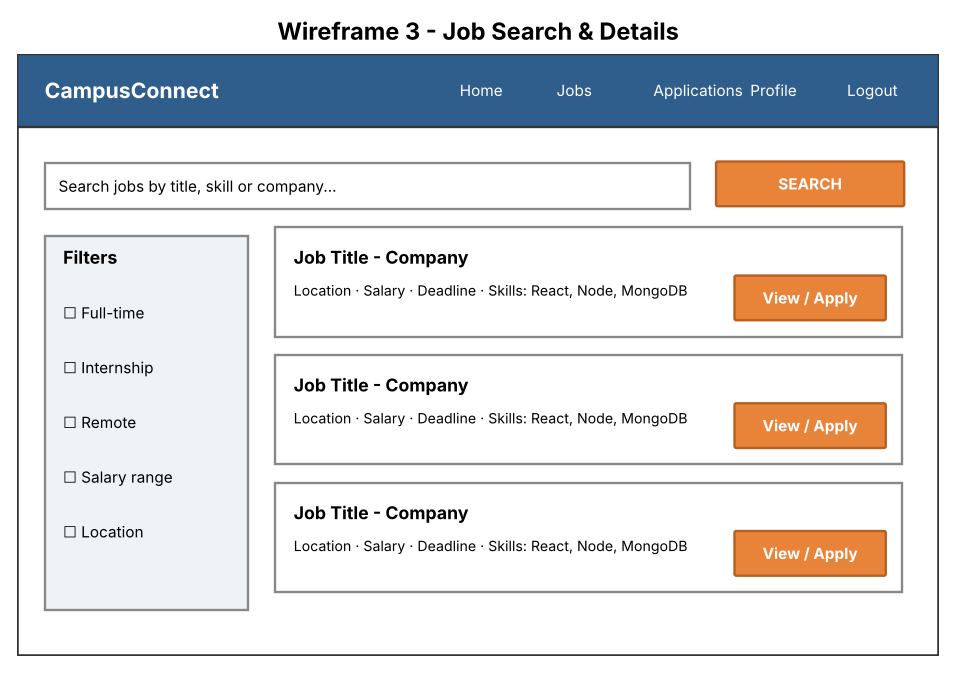 Wireframe 3 - Job Search & Details
CampusConnect Home Jobs Applications Profile Logout
Search jobs by title, skill or company...
SEARCH
Filters
☐ Full-time
☐ Internship
☐ Remote
☐ Salary range
☐ Location
Job Title - Company
Location · Salary · Deadline · Skills: React, Node, MongoDB
View / Apply
Job Title - Company
Location · Salary · Deadline · Skills: React, Node, MongoDB
View / Apply
Job Title - Company
Location · Salary · Deadline · Skills: React, Node, MongoDB
View / Apply